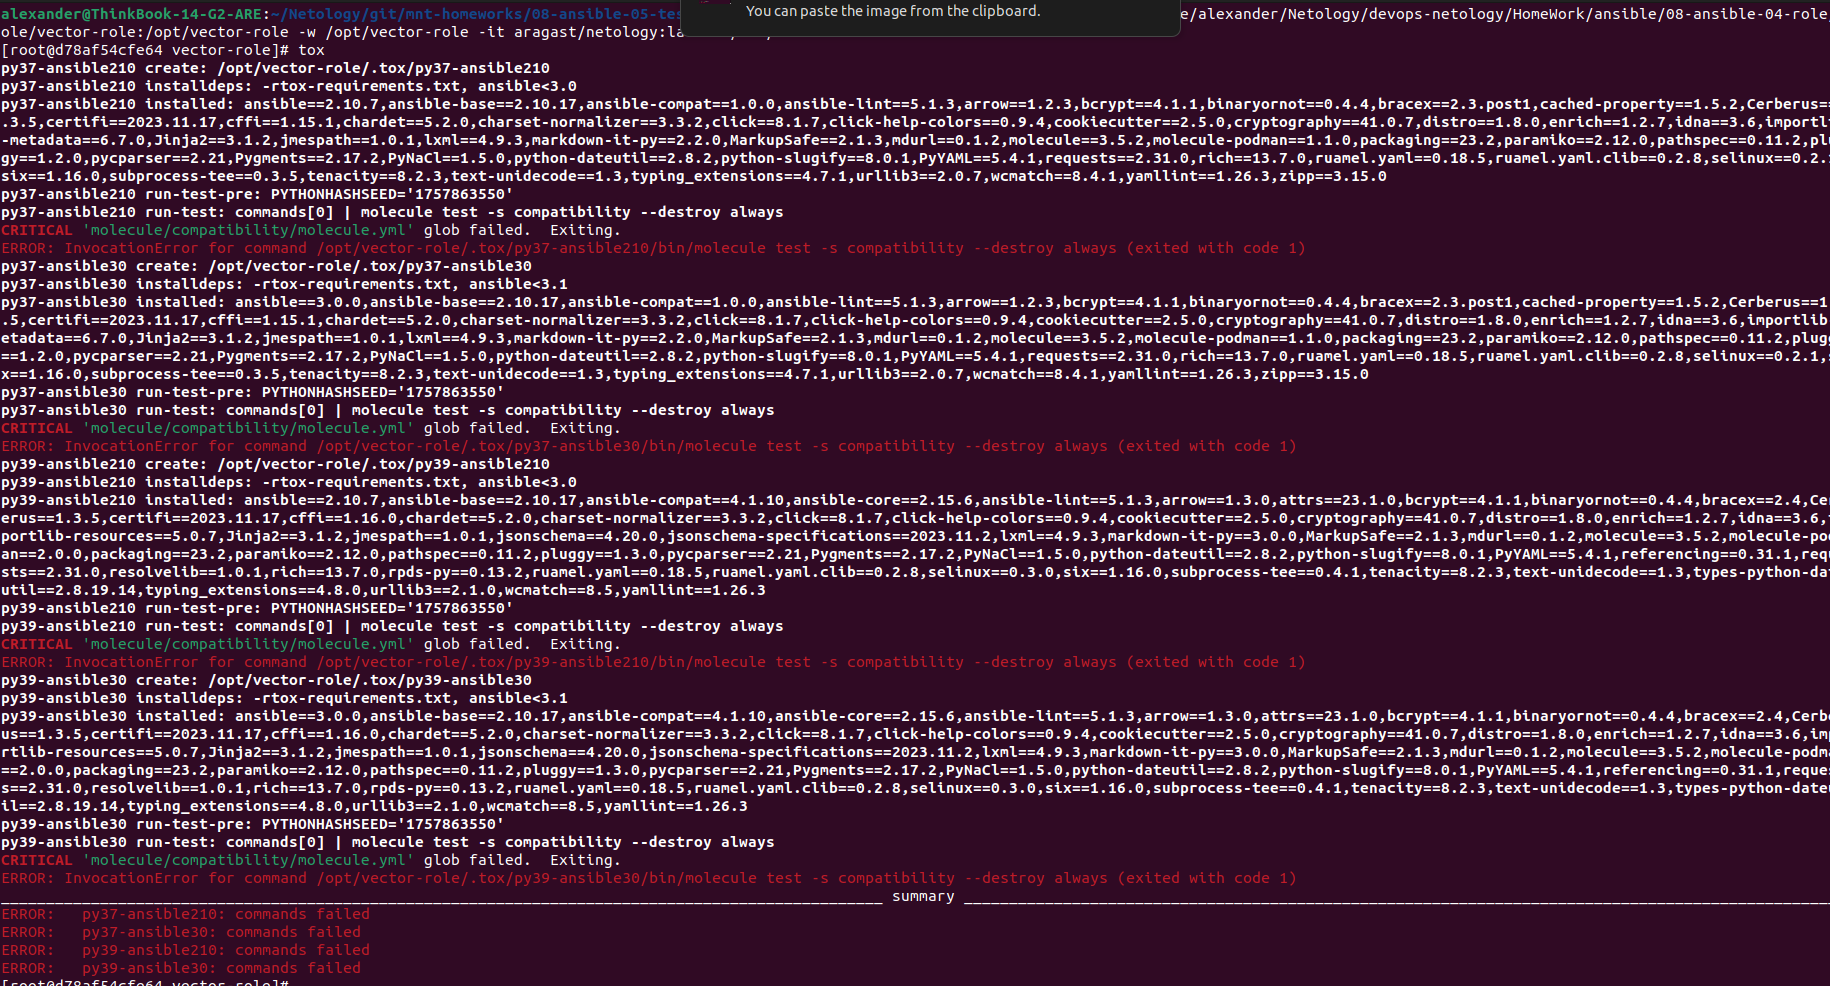 You can paste the image from the clipboard.
alexander@ThinkBook-14-G2-ARE:~/Netology/git/mnt-homeworks/08-ansible-05-tes e/alexander/Netology/devops-netology/HomeWork/ansible/08-ansible-04-role
ole/vector-role:/opt/vector-role -w /opt/vector-role -it aragast/netology:la
[root@d78af54cfe64 vector-role]# tox
py37-ansible210 create: /opt/vector-role/.tox/py37-ansible210
py37-ansible210 installdeps: -rtox-requirements.txt, ansible<3.0
py37-ansible210 installed: ansible==2.10.7,ansible-base==2.10.17,ansible-compat==1.0.0,ansible-lint==5.1.3,arrow==1.2.3,bcrypt==4.1.1,binaryornot==0.4.4,bracex==2.3.post1,cached-property==1.5.2,Cerberus==
.3.5,certifi==2023.11.17,cffi==1.15.1,chardet==5.2.0,charset-normalizer==3.3.2,click==8.1.7,click-help-colors==0.9.4,cookiecutter==2.5.0,cryptography==41.0.7,distro==1.8.0,enrich==1.2.7,idna==3.6,importl
-metadata==6.7.0,Jinja2==3.1.2,jmespath==1.0.1,lxml==4.9.3,markdown-it-py==2.2.0,MarkupSafe==2.1.3,mdurl==0.1.2,molecule==3.5.2,molecule-podman==1.1.0,packaging==23.2,paramiko==2.12.0,pathspec==0.11.2,plu
gy==1.2.0,pycparser==2.21,Pygments==2.17.2,PyNaCl==1.5.0,python-dateutil==2.8.2,python-slugify==8.0.1,PyYAML==5.4.1,requests==2.31.0,rich==13.7.0,ruamel.yaml==0.18.5,ruamel.yaml.clib==0.2.8,selinux==0.2.
six==1.16.0,subprocess-tee==0.3.5,tenacity==8.2.3,text-unidecode==1.3,typing_extensions==4.7.1,urllib3==2.0.7,wcmatch==8.4.1,yamllint==1.26.3,zipp==3.15.0
py37-ansible210 run-test-pre: PYTHONHASHSEED='1757863550'
py37-ansible210 run-test: commands[0] | molecule test -s compatibility --destroy always
CRITICAL 'molecule/compatibility/molecule.yml' glob failed.  Exiting.
ERROR: InvocationError for command /opt/vector-role/.tox/py37-ansible210/bin/molecule test -s compatibility --destroy always (exited with code 1)
py37-ansible30 create: /opt/vector-role/.tox/py37-ansible30
py37-ansible30 installdeps: -rtox-requirements.txt, ansible<3.1
py37-ansible30 installed: ansible==3.0.0,ansible-base==2.10.17,ansible-compat==1.0.0,ansible-lint==5.1.3,arrow==1.2.3,bcrypt==4.1.1,binaryornot==0.4.4,bracex==2.3.post1,cached-property==1.5.2,Cerberus==1
.5,certifi==2023.11.17,cffi==1.15.1,chardet==5.2.0,charset-normalizer==3.3.2,click==8.1.7,click-help-colors==0.9.4,cookiecutter==2.5.0,cryptography==41.0.7,distro==1.8.0,enrich==1.2.7,idna==3.6,importlib
etadata==6.7.0,Jinja2==3.1.2,jmespath==1.0.1,lxml==4.9.3,markdown-it-py==2.2.0,MarkupSafe==2.1.3,mdurl==0.1.2,molecule==3.5.2,molecule-podman==1.1.0,packaging==23.2,paramiko==2.12.0,pathspec==0.11.2,plugg
==1.2.0,pycparser==2.21,Pygments==2.17.2,PyNaCl==1.5.0,python-dateutil==2.8.2,python-slugify==8.0.1,PyYAML==5.4.1,requests==2.31.0,rich==13.7.0,ruamel.yaml==0.18.5,ruamel.yaml.clib==0.2.8,selinux==0.2.1,s
x==1.16.0,subprocess-tee==0.3.5,tenacity==8.2.3,text-unidecode==1.3,typing_extensions==4.7.1,urllib3==2.0.7,wcmatch==8.4.1,yamllint==1.26.3,zipp==3.15.0
py37-ansible30 run-test-pre: PYTHONHASHSEED='1757863550'
py37-ansible30 run-test: commands[0] | molecule test -s compatibility --destroy always
CRITICAL 'molecule/compatibility/molecule.yml' glob failed.  Exiting.
ERROR: InvocationError for command /opt/vector-role/.tox/py37-ansible30/bin/molecule test -s compatibility --destroy always (exited with code 1)
py39-ansible210 create: /opt/vector-role/.tox/py39-ansible210
py39-ansible210 installdeps: -rtox-requirements.txt, ansible<3.0
py39-ansible210 installed: ansible==2.10.7,ansible-base==2.10.17,ansible-compat==4.1.10,ansible-core==2.15.6,ansible-lint==5.1.3,arrow==1.3.0,attrs==23.1.0,bcrypt==4.1.1,binaryornot==0.4.4,bracex==2.4,Ce
erus==1.3.5,certifi==2023.11.17,cffi==1.16.0,chardet==5.2.0,charset-normalizer==3.3.2,click==8.1.7,click-help-colors==0.9.4,cookiecutter==2.5.0,cryptography==41.0.7,distro==1.8.0,enrich==1.2.7,idna==3.6,
portlib-resources==5.0.7,Jinja2==3.1.2,jmespath==1.0.1,jsonschema==4.20.0,jsonschema-specifications==2023.11.2,lxml==4.9.3,markdown-it-py==3.0.0,MarkupSafe==2.1.3,mdurl==0.1.2,molecule==3.5.2,molecule-po
an==2.0.0,packaging==23.2,paramiko==2.12.0,pathspec==0.11.2,pluggy==1.3.0,pycparser==2.21,Pygments==2.17.2,PyNaCl==1.5.0,python-dateutil==2.8.2,python-slugify==8.0.1,PyYAML==5.4.1,referencing==0.31.1,req
sts==2.31.0,resolvelib==1.0.1,rich==13.7.0,rpds-py==0.13.2,ruamel.yaml==0.18.5,ruamel.yaml.clib==0.2.8,selinux==0.3.0,six==1.16.0,subprocess-tee==0.4.1,tenacity==8.2.3,text-unidecode==1.3,types-python-da
util==2.8.19.14,typing_extensions==4.8.0,urllib3==2.1.0,wcmatch==8.5,yamllint==1.26.3
py39-ansible210 run-test-pre: PYTHONHASHSEED='1757863550'
py39-ansible210 run-test: commands[0] | molecule test -s compatibility --destroy always
CRITICAL 'molecule/compatibility/molecule.yml' glob failed.  Exiting.
ERROR: InvocationError for command /opt/vector-role/.tox/py39-ansible210/bin/molecule test -s compatibility --destroy always (exited with code 1)
py39-ansible30 create: /opt/vector-role/.tox/py39-ansible30
py39-ansible30 installdeps: -rtox-requirements.txt, ansible<3.1
py39-ansible30 installed: ansible==3.0.0,ansible-base==2.10.17,ansible-compat==4.1.10,ansible-core==2.15.6,ansible-lint==5.1.3,arrow==1.3.0,attrs==23.1.0,bcrypt==4.1.1,binaryornot==0.4.4,bracex==2.4,Cerb
us==1.3.5,certifi==2023.11.17,cffi==1.16.0,chardet==5.2.0,charset-normalizer==3.3.2,click==8.1.7,click-help-colors==0.9.4,cookiecutter==2.5.0,cryptography==41.0.7,distro==1.8.0,enrich==1.2.7,idna==3.6,im
rtlib-resources==5.0.7,Jinja2==3.1.2,jmespath==1.0.1,jsonschema==4.20.0,jsonschema-specifications==2023.11.2,lxml==4.9.3,markdown-it-py==3.0.0,MarkupSafe==2.1.3,mdurl==0.1.2,molecule==3.5.2,molecule-podm
==2.0.0,packaging==23.2,paramiko==2.12.0,pathspec==0.11.2,pluggy==1.3.0,pycparser==2.21,Pygments==2.17.2,PyNaCl==1.5.0,python-dateutil==2.8.2,python-slugify==8.0.1,PyYAML==5.4.1,referencing==0.31.1,reque
s==2.31.0,resolvelib==1.0.1,rich==13.7.0,rpds-py==0.13.2,ruamel.yaml==0.18.5,ruamel.yaml.clib==0.2.8,selinux==0.3.0,six==1.16.0,subprocess-tee==0.4.1,tenacity==8.2.3,text-unidecode==1.3,types-python-date
il==2.8.19.14,typing_extensions==4.8.0,urllib3==2.1.0,wcmatch==8.5,yamllint==1.26.3
py39-ansible30 run-test-pre: PYTHONHASHSEED='1757863550'
py39-ansible30 run-test: commands[0] | molecule test -s compatibility --destroy always
CRITICAL 'molecule/compatibility/molecule.yml' glob failed.  Exiting.
ERROR: InvocationError for command /opt/vector-role/.tox/py39-ansible30/bin/molecule test -s compatibility --destroy always (exited with code 1)
summary
ERROR:   py37-ansible210: commands failed
ERROR:   py37-ansible30: commands failed
ERROR:   py39-ansible210: commands failed
ERROR:   py39-ansible30: commands failed
[root@d78af54cfe64 vector-role]#